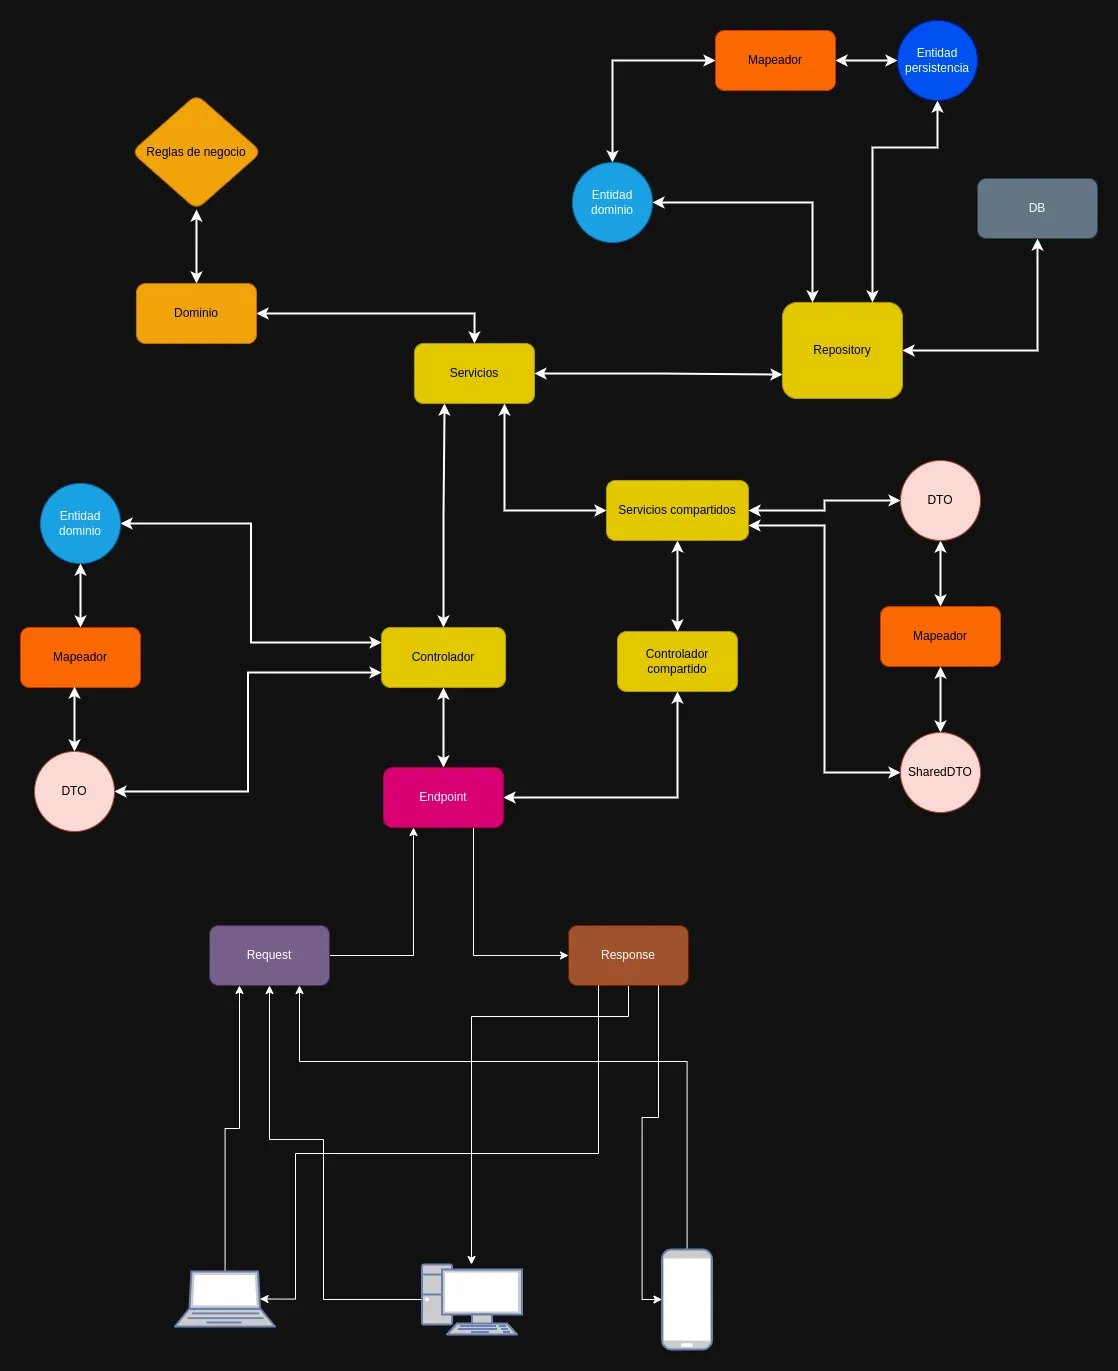 Mapeador
Entidad
persistencia
Reglas de negocio
Entidad
dominio
DB
Dominio
Repository
Servicios
Entidad
dominio
Servicios compartidos
DTO
Mapeador
Controlador
Controlador
compartido
Mapeador
DTO
Endpoint
SharedDTO
Request
Response